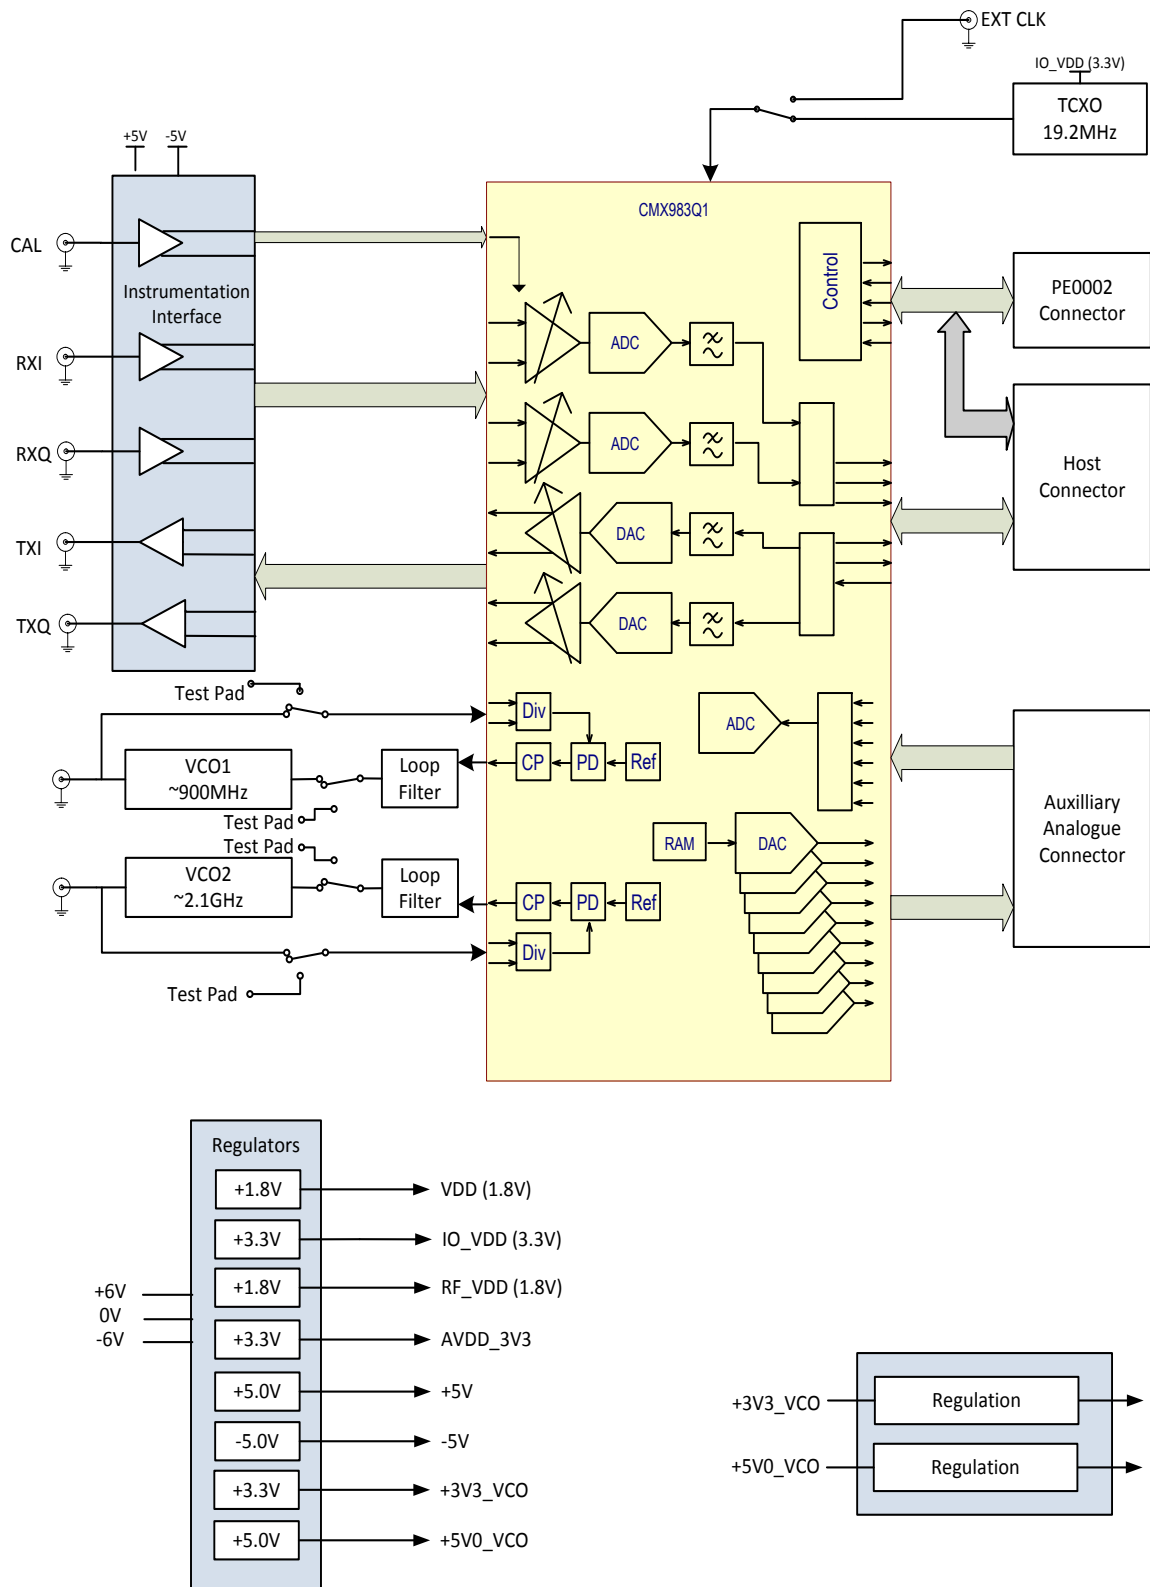 EXT CLK
IO_VDD (3.3V)
TCXO
19.2MHz
+5V
-5V
CMX983Q1
CAL
Instrumentation
Interface
Control
PE0002
Connector
RXI
ADC
RXQ
ADC
Host
Connector
TXI
DAC
TXQ
DAC
Test Pad
Div
ADC
VCO1
~900MHz
Loop
Filter
CP
PD
Ref
Test Pad
Test Pad
Auxilliary
Analogue
Connector
RAM
DAC
VCO2
~2.1GHz
Loop
Filter
CP
PD
Ref
Div
Test Pad
Regulators
+1.8V
VDD (1.8V)
+3.3V
IO_VDD (3.3V)
+1.8V
RF_VDD (1.8V)
+6V
0V
-6V
+3.3V
AVDD_3V3
+5.0V
+5V
-5.0V
-5V
+3.3V
+3V3_VCO
+5.0V
+5V0_VCO
+3V3_VCO
Regulation
+5V0_VCO
Regulation